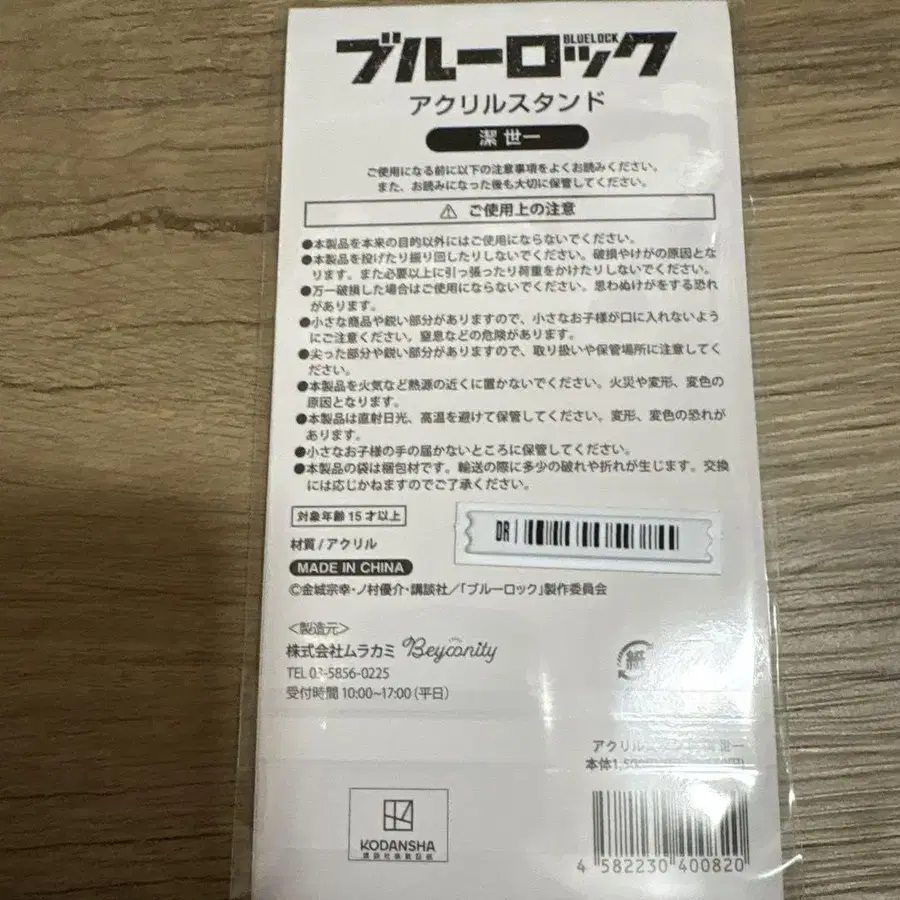 ブルーロック
BLUELOCK
アクリルスタンド
潔 世一
ご使用になる前に以下の注意事項をよくお読みください。
また、お読みになった後も大切に保管してください。
⚠ ご使用上の注意
●本製品を本来の目的以外にはご使用にならないでください。
●本製品を投げたり振り回したりしないでください。破損やけがの原因とな
ります。また必要以上に引っ張ったり荷重をかけたりしないでください。
●万一破損した場合はご使用にならないでください。思わぬけがをする恐れ
があります。
●小さな商品や鋭い部分がありますので、小さなお子様が口に入れないよう
にご注意ください。窒息などの危険があります。
●尖った部分や鋭い部分がありますので、取り扱いや保管場所に注意してく
ださい。
●本製品を火気など熱源の近くに置かないでください。火災や変形、変色の
原因となります。
●本製品は直射日光、高温を避けて保管してください。変形、変色の恐れが
あります。
●小さなお子様の手の届かないところに保管してください。
●本製品の袋は梱包材です。輸送の際に多少の破れや折れが生じます。交換
には応じかねますのでご了承ください。
対象年齢15才以上
DR
材質/アクリル
MADE IN CHINA
©金城宗幸・ノ村優介・講談社/「ブルーロック」製作委員会
<製造元>
株式会社ムラカミ Beyoonity
TEL 03-5856-0225
受付時間 10:00~17:00(平日)
紙
アクリルスタンド 世一
本体1,50
KODANSHA
4 582230 400820